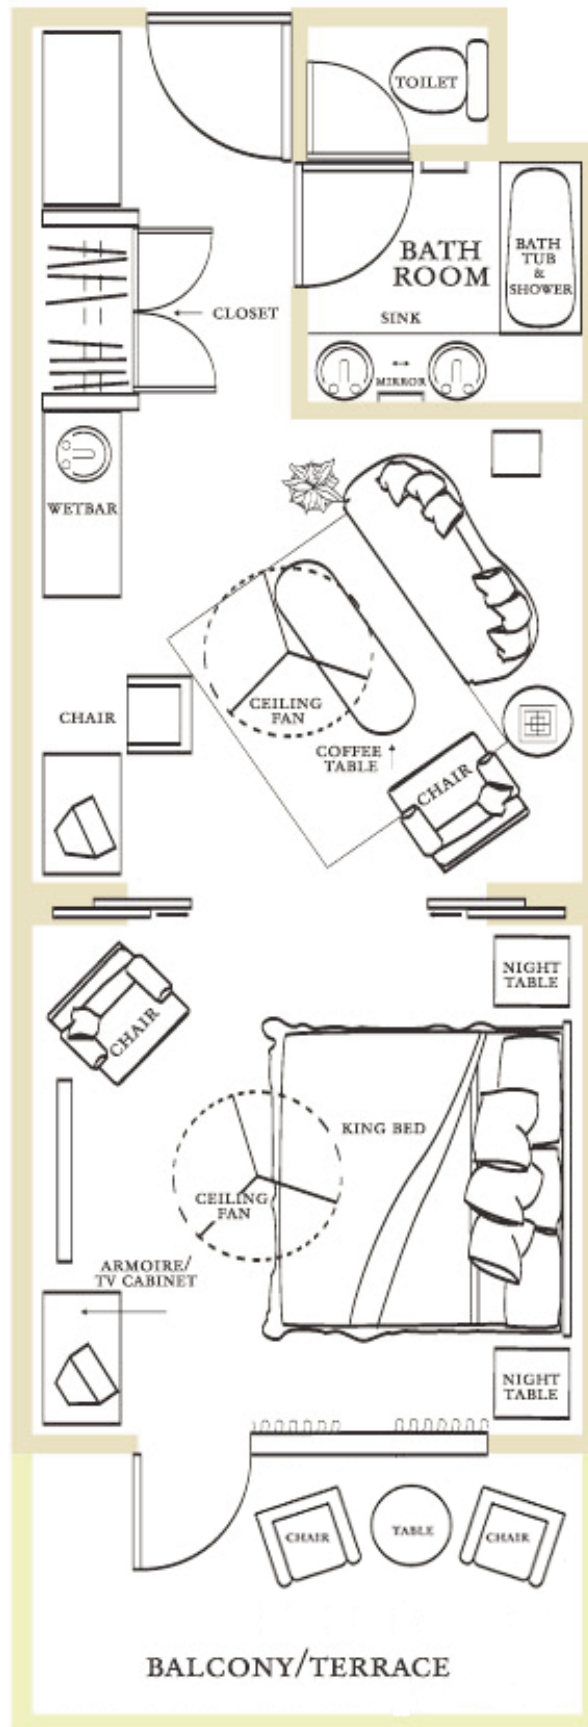 TOILET
BATH
ROOM
BATH
TUB
&
SHOWER
CLOSET
SINK
MIRROR
WETBAR
CEILING
FAN
CHAIR
COFFEE
TABLE
CHAIR
NIGHT
TABLE
CHAIR
KING BED
CEILING
FAN
ARMOIRE/
TV CABINET
NIGHT
TABLE
CHAIR
TABLE
CHAIR
BALCONY/TERRACE